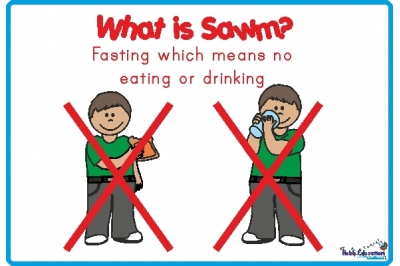 What is Sawm?
Fasting which means no
eating or drinking